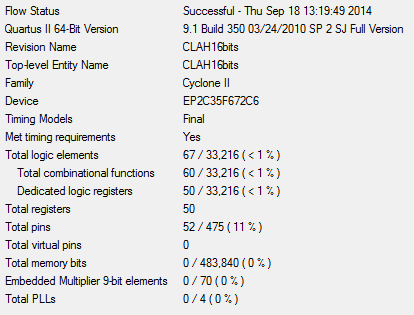 Flow Status Successful - Thu Sep 18 13:19:49 2014
Quartus II 64-Bit Version 9.1 Build 350 03/24/2010 SP 2 SJ Full Version
Revision Name CLAH16bits
Top-level Entity Name CLAH16bits
Family Cyclone II
Device EP2C35F672C6
Timing Models Final
Met timing requirements Yes
Total logic elements 67 / 33,216 ( < 1 % )
Total combinational functions 60 / 33,216 ( < 1 % )
Dedicated logic registers 50 / 33,216 ( < 1 % )
Total registers 50
Total pins 52 / 475 ( 11 % )
Total virtual pins 0
Total memory bits 0 / 483,840 ( 0 % )
Embedded Multiplier 9-bit elements 0 / 70 ( 0 % )
Total PLLs 0 / 4 ( 0 % )